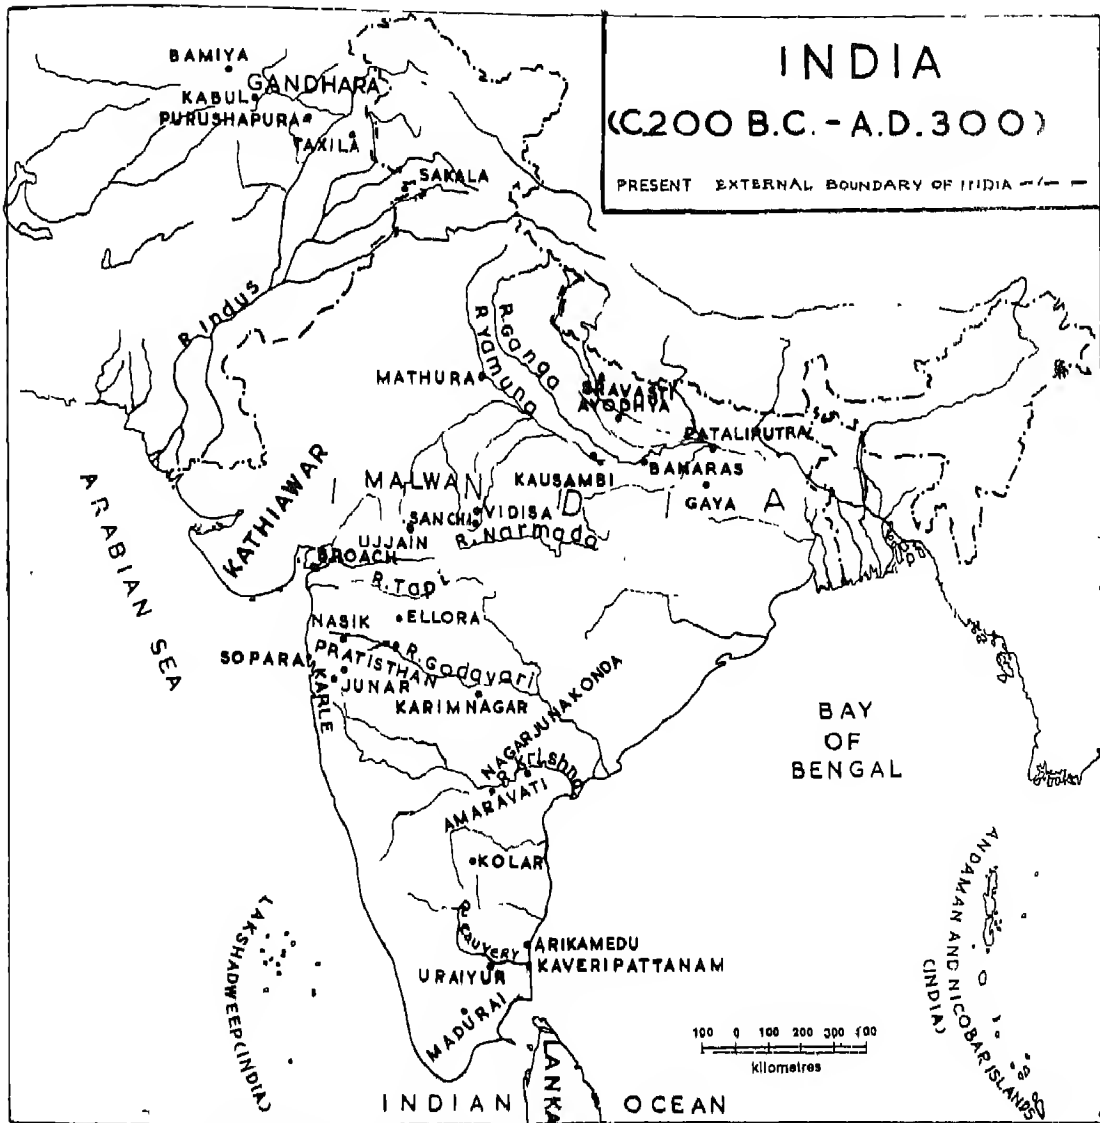 INDIA
(C.200 B.C. - A.D. 300)
PRESENT EXTERNAL BOUNDARY OF INDIA
BAMIYA
GANDHARA
KABUL
PURUSHAPURA
TAXILA
SAKALA
R. Indus
R. Yamuna
R. Ganga
MATHURA
SHAVASTI
AYODHYA
PATALIPUTRA
BAHARAS
KAUSAMBI
GAYA
MALWA
N D A
SANCHI
VIDISA
UJJAIN
R. Narmada
KATHIAWAR
ARABIAN SEA
BROACH
R. Tapi
ELLORA
NASIK
PRATISTHAN
R. Godavari
SOPARA
JUNAR
KARLE
KARIMNAGAR
NAGARJUNAKONDA
R. Krishna
AMARAVATI
BAY
OF
BENGAL
KOLAR
R. Cauvery
ARIKAMEDU
KAVERIPATTANAM
URAIYUR
MADURAI
LAKSHADWEEP (INDIA)
ANDAMAN AND NICOBAR ISLANDS
(INDIA)
100 0 100 200 300 400
kilometres
LANKA
INDIAN OCEAN